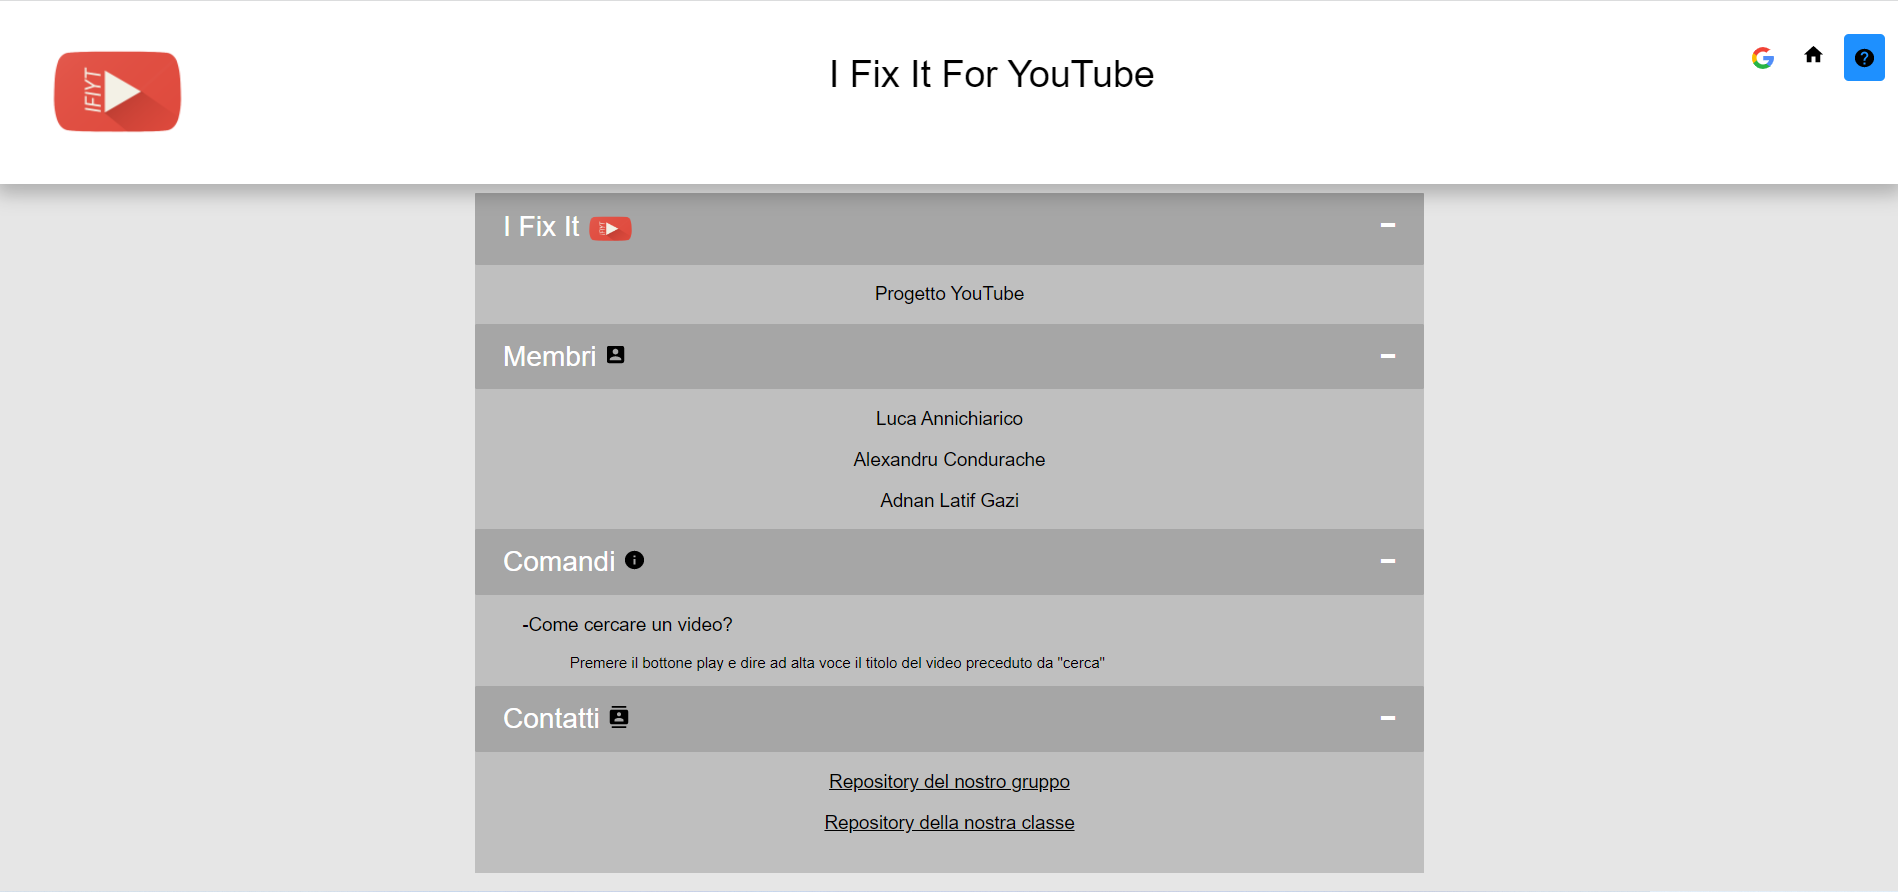 IFIYT
I Fix It For YouTube
I Fix It
IFIYT
Progetto YouTube
Membri
Luca Annichiarico
Alexandru Condurache
Adnan Latif Gazi
Comandi
-Come cercare un video?
Premere il bottone play e dire ad alta voce il titolo del video preceduto da "cerca"
Contatti
Repository del nostro gruppo
Repository della nostra classe